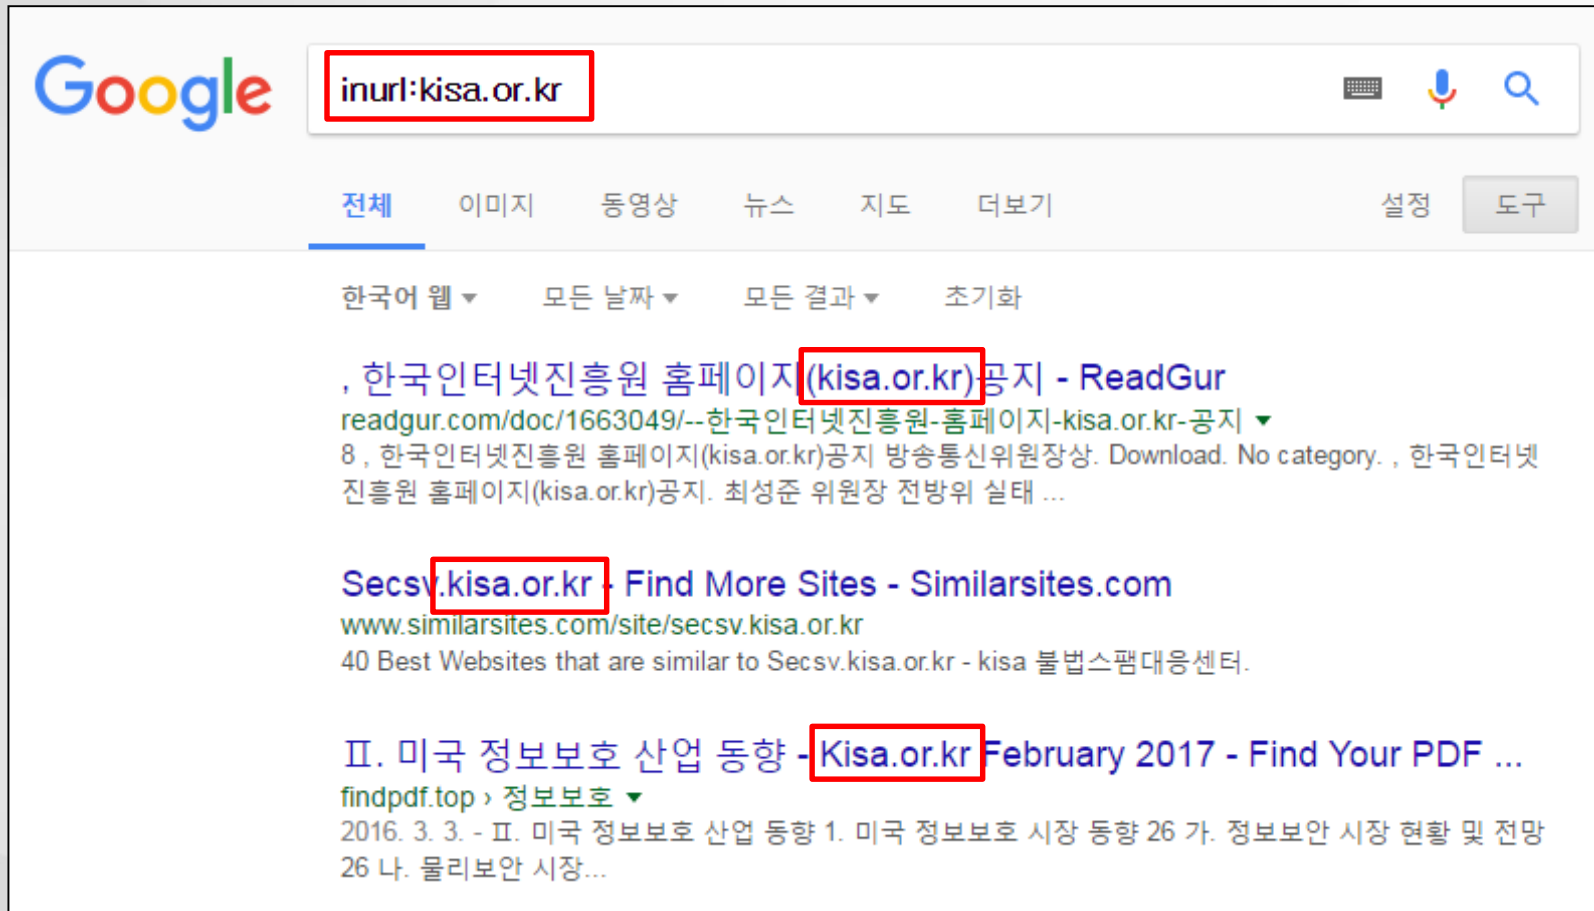 Google
inurl:kisa.or.kr
전체 이미지 동영상 뉴스 지도 더보기 설정 도구
한국어 웹 모든 날짜 모든 결과 초기화
, 한국인터넷진흥원 홈페이지(kisa.or.kr)공지 - ReadGur
readgur.com/doc/1663049/--한국인터넷진흥원-홈페이지-kisa.or.kr-공지
8 , 한국인터넷진흥원 홈페이지(kisa.or.kr)공지 방송통신위원장상. Download. No category. , 한국인터넷
진흥원 홈페이지(kisa.or.kr)공지. 최성준 위원장 전방위 실태 ...
Secsv.kisa.or.kr - Find More Sites - Similarsites.com
www.similarsites.com/site/secsv.kisa.or.kr
40 Best Websites that are similar to Secsv.kisa.or.kr - kisa 불법스팸대응센터.
Ⅱ. 미국 정보보호 산업 동향 - Kisa.or.kr February 2017 - Find Your PDF ...
findpdf.top › 정보보호
2016. 3. 3. - Ⅱ. 미국 정보보호 산업 동향 1. 미국 정보보호 시장 동향 26 가. 정보보안 시장 현황 및 전망
26 나. 물리보안 시장...